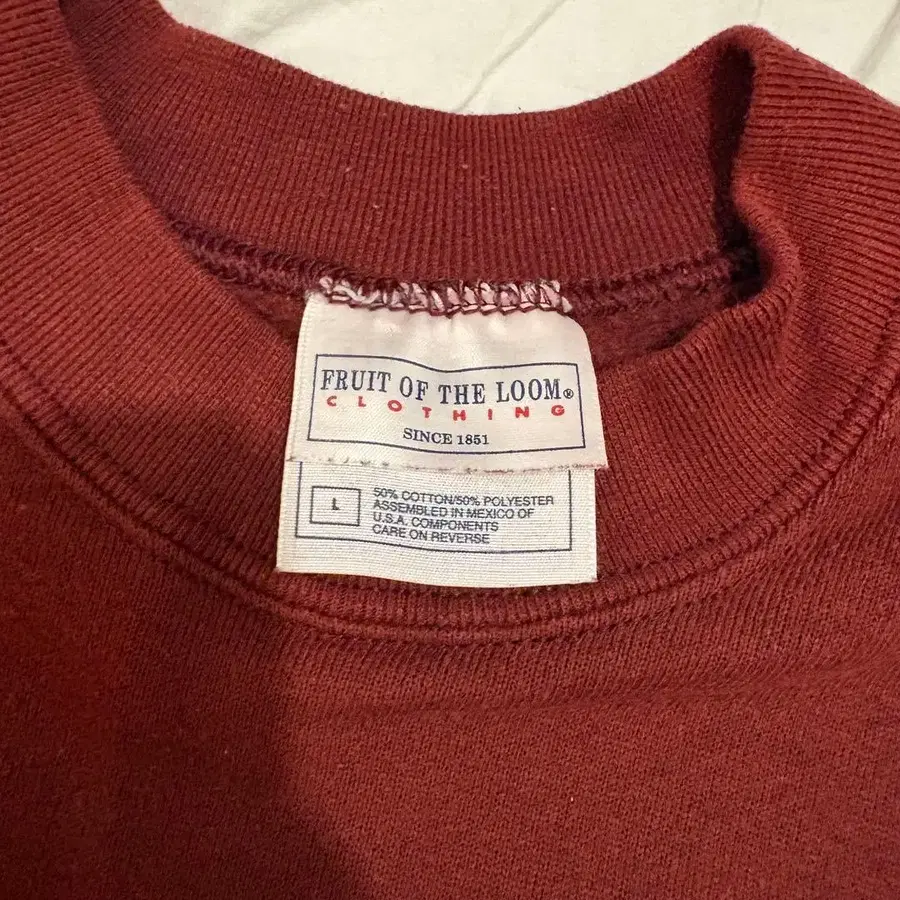 FRUIT OF THE LOOM®
CLOTHING
SINCE 1851
L
50% COTTON/50% POLYESTER
ASSEMBLED IN MEXICO OF
U.S.A. COMPONENTS
CARE ON REVERSE